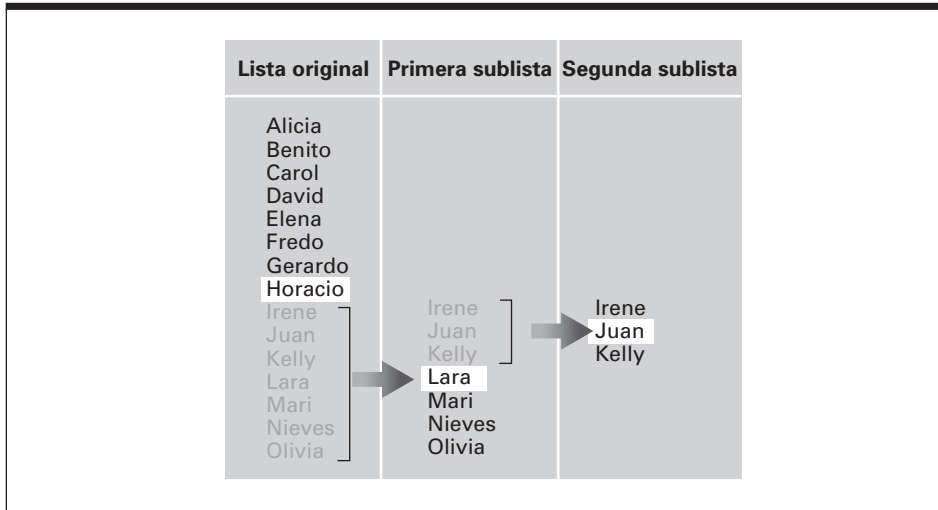 Lista original
Primera sublista
Segunda sublista
Alicia
Benito
Carol
David
Elena
Fredo
Gerardo
Horacio
Irene
Juan
Kelly
Lara
Mari
Nieves
Olivia
Irene
Juan
Kelly
Lara
Mari
Nieves
Olivia
Irene
Juan
Kelly